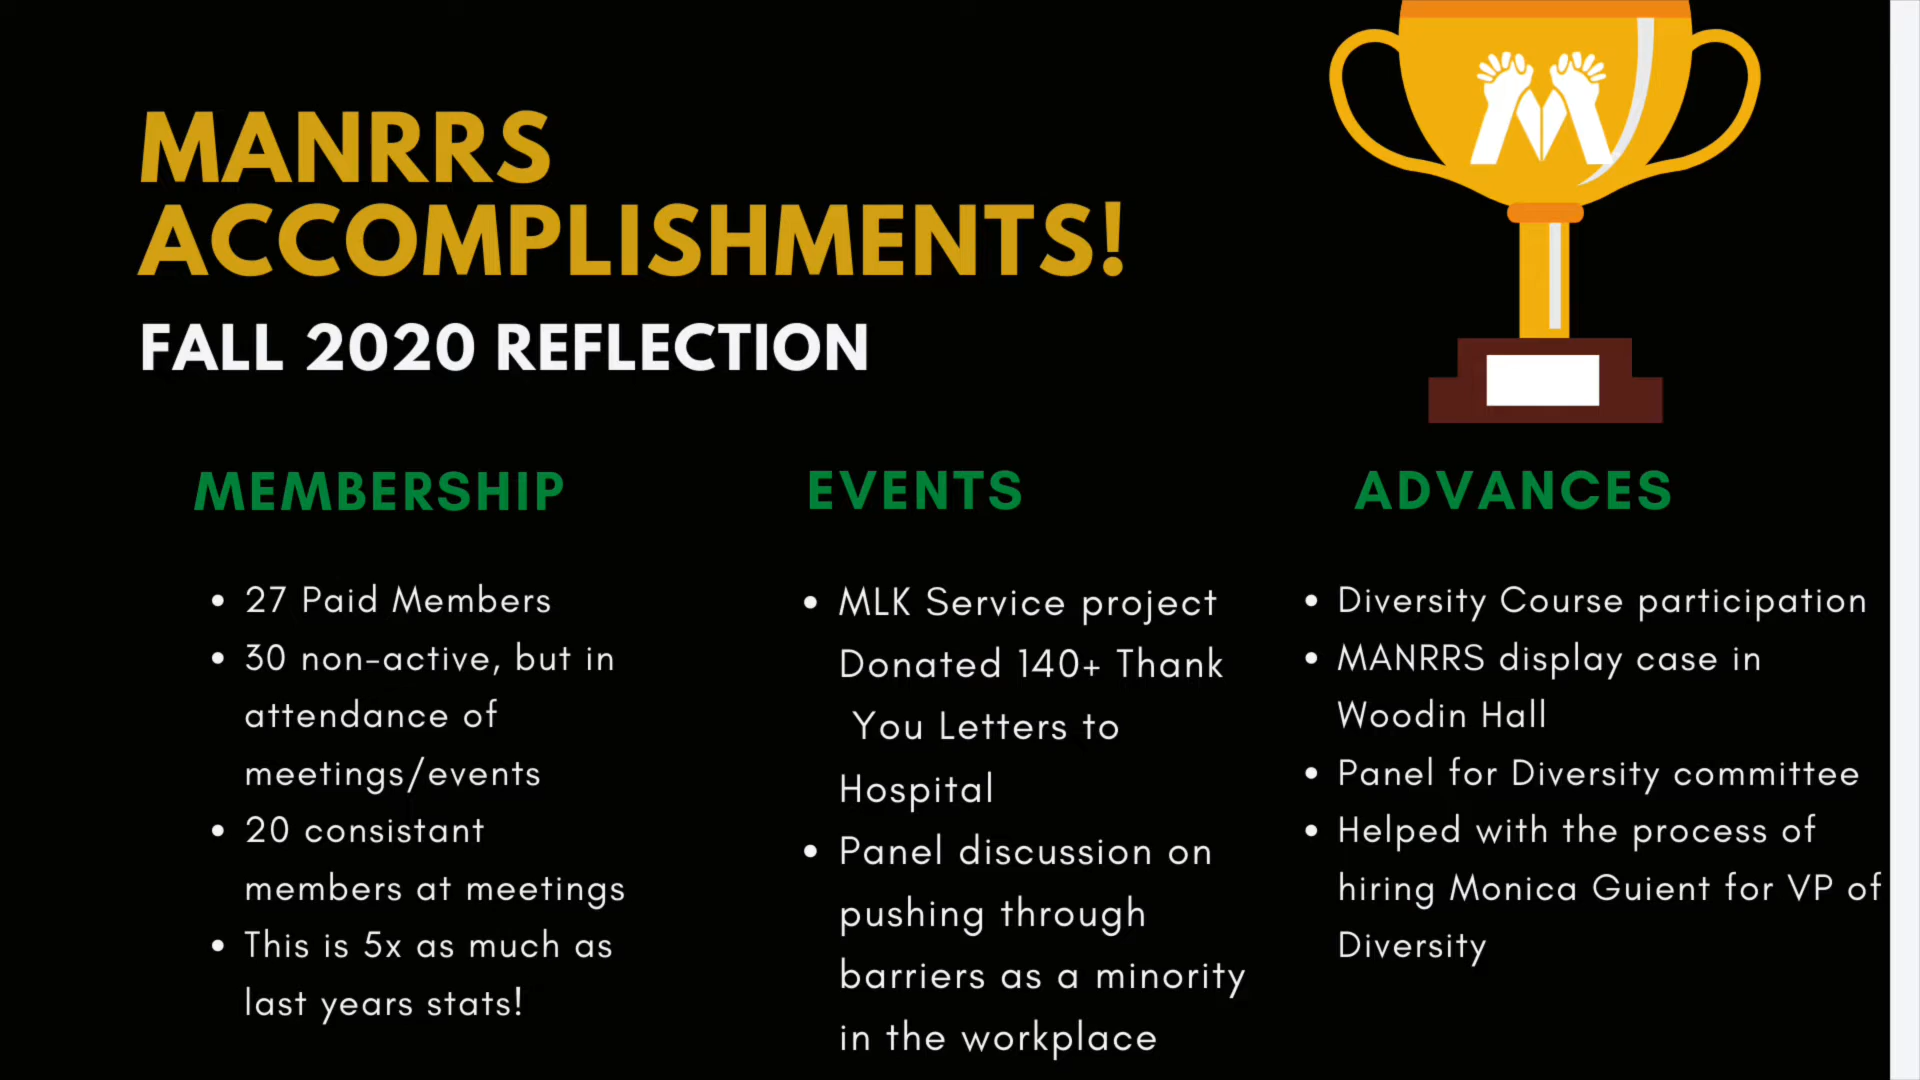 MANRRS
ACCOMPLISHMENTS!
FALL 2020 REFLECTION
MEMBERSHIP
• 27 Paid Members
• 30 non-active, but in
attendance of
meetings/events
• 20 consistant
members at meetings
• This is 5x as much as
last years stats!
EVENTS
• MLK Service project
Donated 140+ Thank
You Letters to
Hospital
• Panel discussion on
pushing through
barriers as a minority
in the workplace
ADVANCES
• Diversity Course participation
• MANRRS display case in
Woodin Hall
• Panel for Diversity committee
• Helped with the process of
hiring Monica Guient for VP of
Diversity